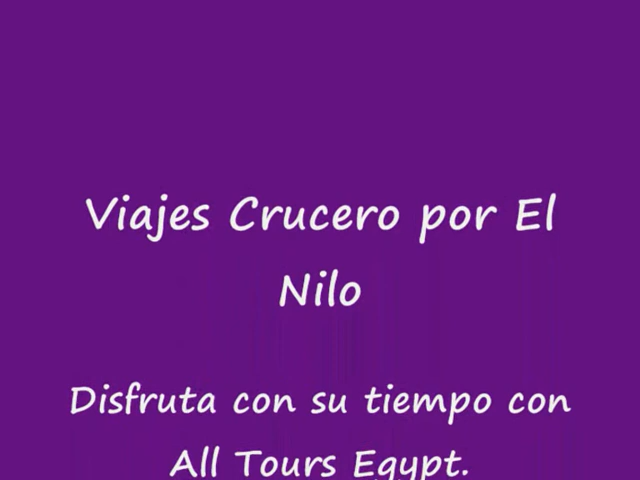 Viajes Crucero por El
Nilo
Disfruta con su tiempo con
All Tours Egypt.